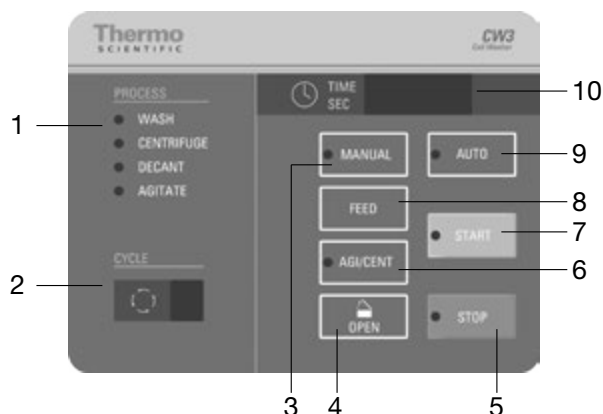 Thermo
SCIENTIFIC
CW3
Cell Washer
PROCESS
WASH
CENTRIFUGE
DECANT
AGITATE
CYCLE
TIME
SEC
MANUAL
AUTO
FEED
START
AGI/CENT
OPEN
STOP
1
2
3
4
5
6
7
8
9
10